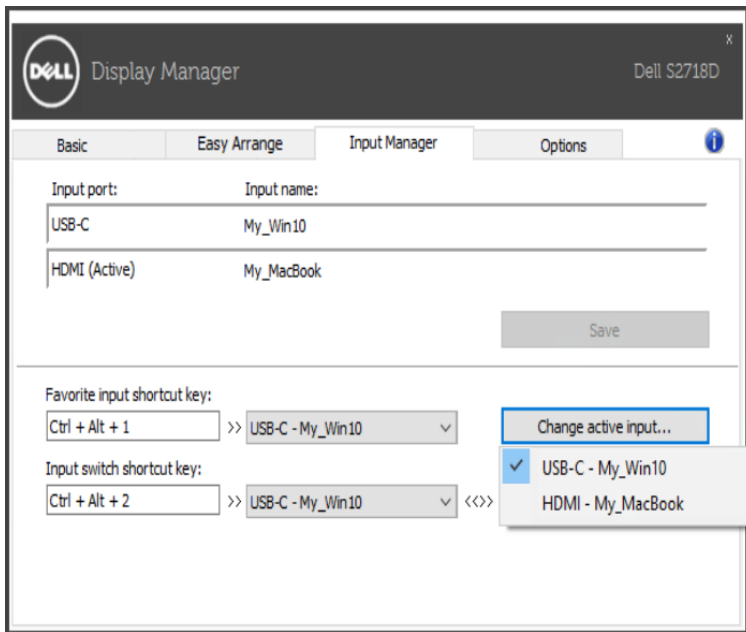 DELL Display Manager
x
Dell S2718D
Basic Easy Arrange Input Manager Options i
Input port: Input name:
USB-C My_Win10
HDMI (Active) My_MacBook
Save
Favorite input shortcut key:
Ctrl + Alt + 1 >> USB-C - My_Win10 Change active input...
Input switch shortcut key:
Ctrl + Alt + 2 >> USB-C - My_Win10 <<>>
✓ USB-C - My_Win10
HDMI - My_MacBook